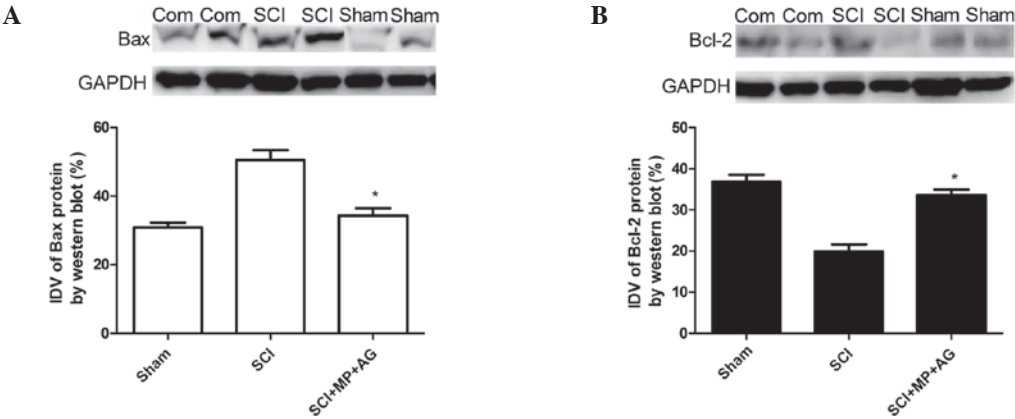 A
Com Com SCI SCI Sham Sham
Bax
GAPDH
60
40
20
0
IDV of Bax protein
by western blot (%)
*
Sham
SCI
SCI+MP+AG
B
Com Com SCI SCI Sham Sham
Bcl-2
GAPDH
50
40
30
20
10
0
IDV of Bcl-2 protein
by western blot (%)
*
Sham
SCI
SCI+MP+AG